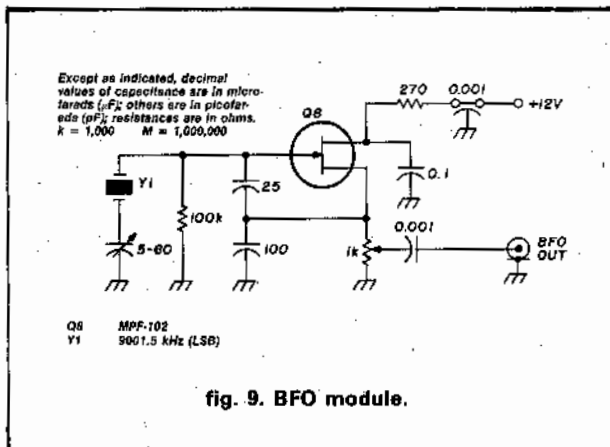 Except as indicated, decimal
values of capacitance are in micro-
farads (μF); others are in picofar-
ads (pF); resistances are in ohms.
k = 1,000 M = 1,000,000
270
0.001
+12V
Q8
Y1
25
0.1
100k
5-60
100
1k
0.001
BFO
OUT
Q8 MPF-102
Y1 9001.5 kHz (LSB)
fig. 9. BFO module.